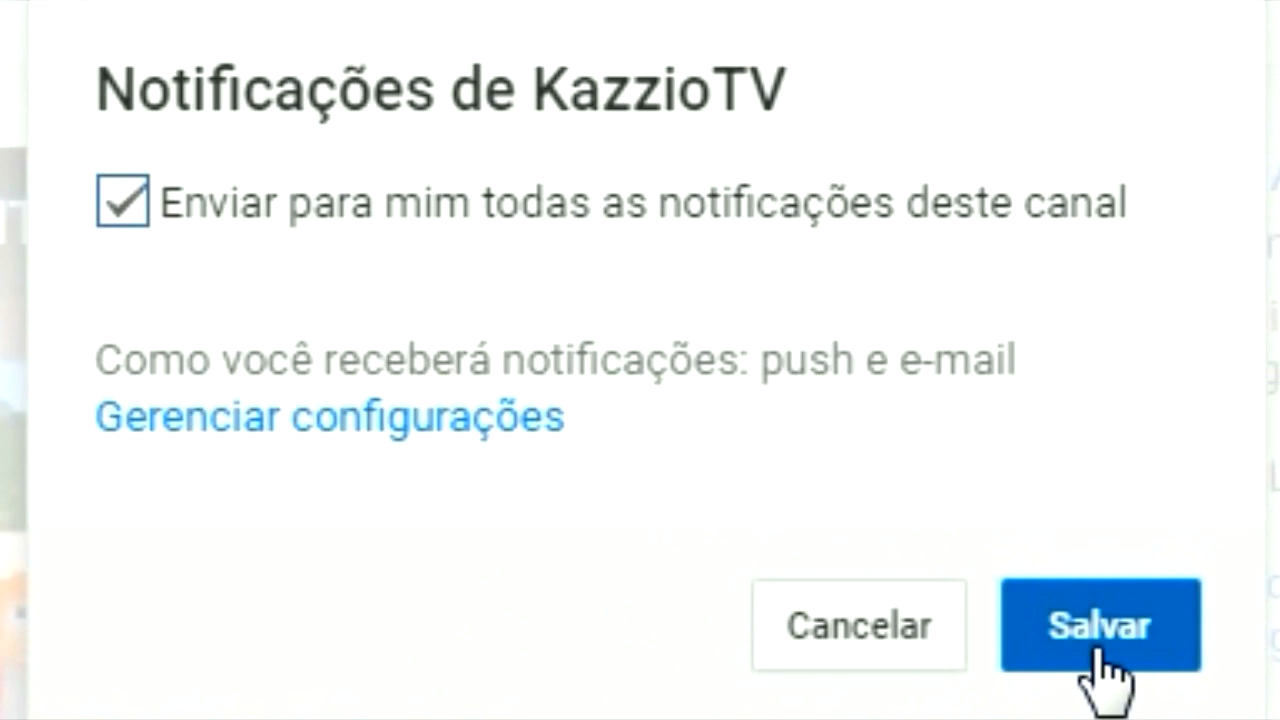 Notificações de KazzioTV
Enviar para mim todas as notificações deste canal
Como você receberá notificações: push e e-mail
Gerenciar configurações
Cancelar
Salvar